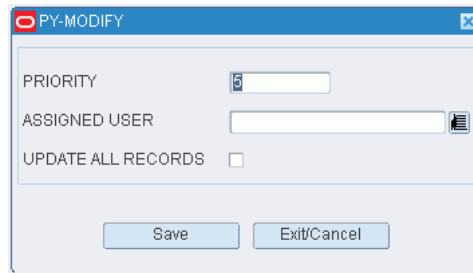 PY-MODIFY
PRIORITY 5
ASSIGNED USER
UPDATE ALL RECORDS
Save Exit/Cancel